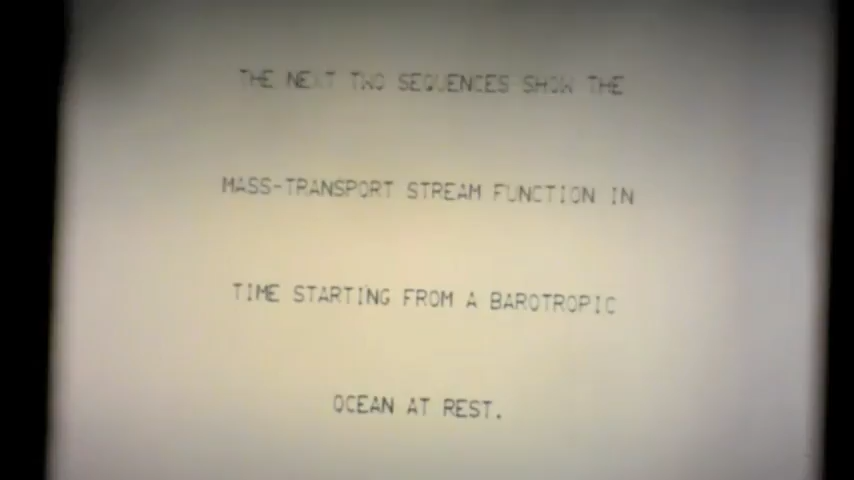 THE NEXT TWO SEQUENCES SHOW THE
MASS-TRANSPORT STREAM FUNCTION IN
TIME STARTING FROM A BAROTROPIC
OCEAN AT REST.